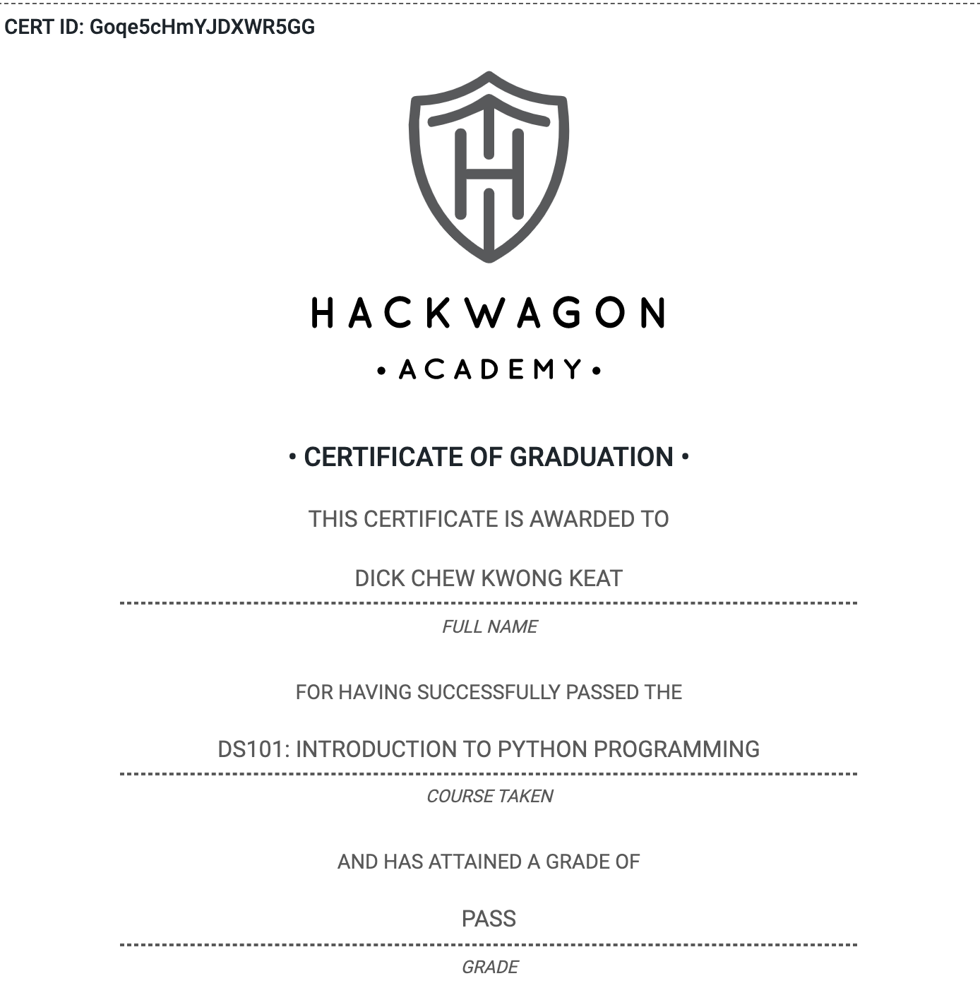 CERT ID: Goqe5cHmYJDXWR5GG
HACKWAGON
• ACADEMY •
• CERTIFICATE OF GRADUATION •
THIS CERTIFICATE IS AWARDED TO
DICK CHEW KWONG KEAT
FULL NAME
FOR HAVING SUCCESSFULLY PASSED THE
DS101: INTRODUCTION TO PYTHON PROGRAMMING
COURSE TAKEN
AND HAS ATTAINED A GRADE OF
PASS
GRADE